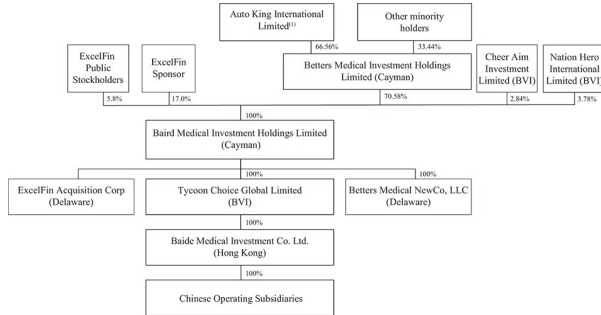 Auto King International
Limited(1)
Other minority
holders
66.56%
33.44%
ExcelFin
Public
Stockholders
ExcelFin
Sponsor
Betters Medical Investment Holdings
Limited (Cayman)
Cheer Aim
Investment
Limited (BVI)
Nation Hero
International
Limited (BVI)
5.8%
17.0%
70.58%
2.84%
3.78%
100%
Baird Medical Investment Holdings Limited
(Cayman)
100%
100%
ExcelFin Acquisition Corp
(Delaware)
Tycoon Choice Global Limited
(BVI)
Betters Medical NewCo, LLC
(Delaware)
100%
Baide Medical Investment Co. Ltd.
(Hong Kong)
100%
Chinese Operating Subsidiaries